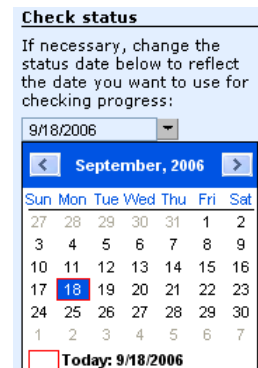 Check status
If necessary, change the
status date below to reflect
the date you want to use for
checking progress:
9/18/2006
September, 2006
Sun Mon Tue Wed Thu Fri Sat
27 28 29 30 31 1 2
3 4 5 6 7 8 9
10 11 12 13 14 15 16
17 18 19 20 21 22 23
24 25 26 27 28 29 30
1 2 3 4 5 6 7
Today: 9/18/2006